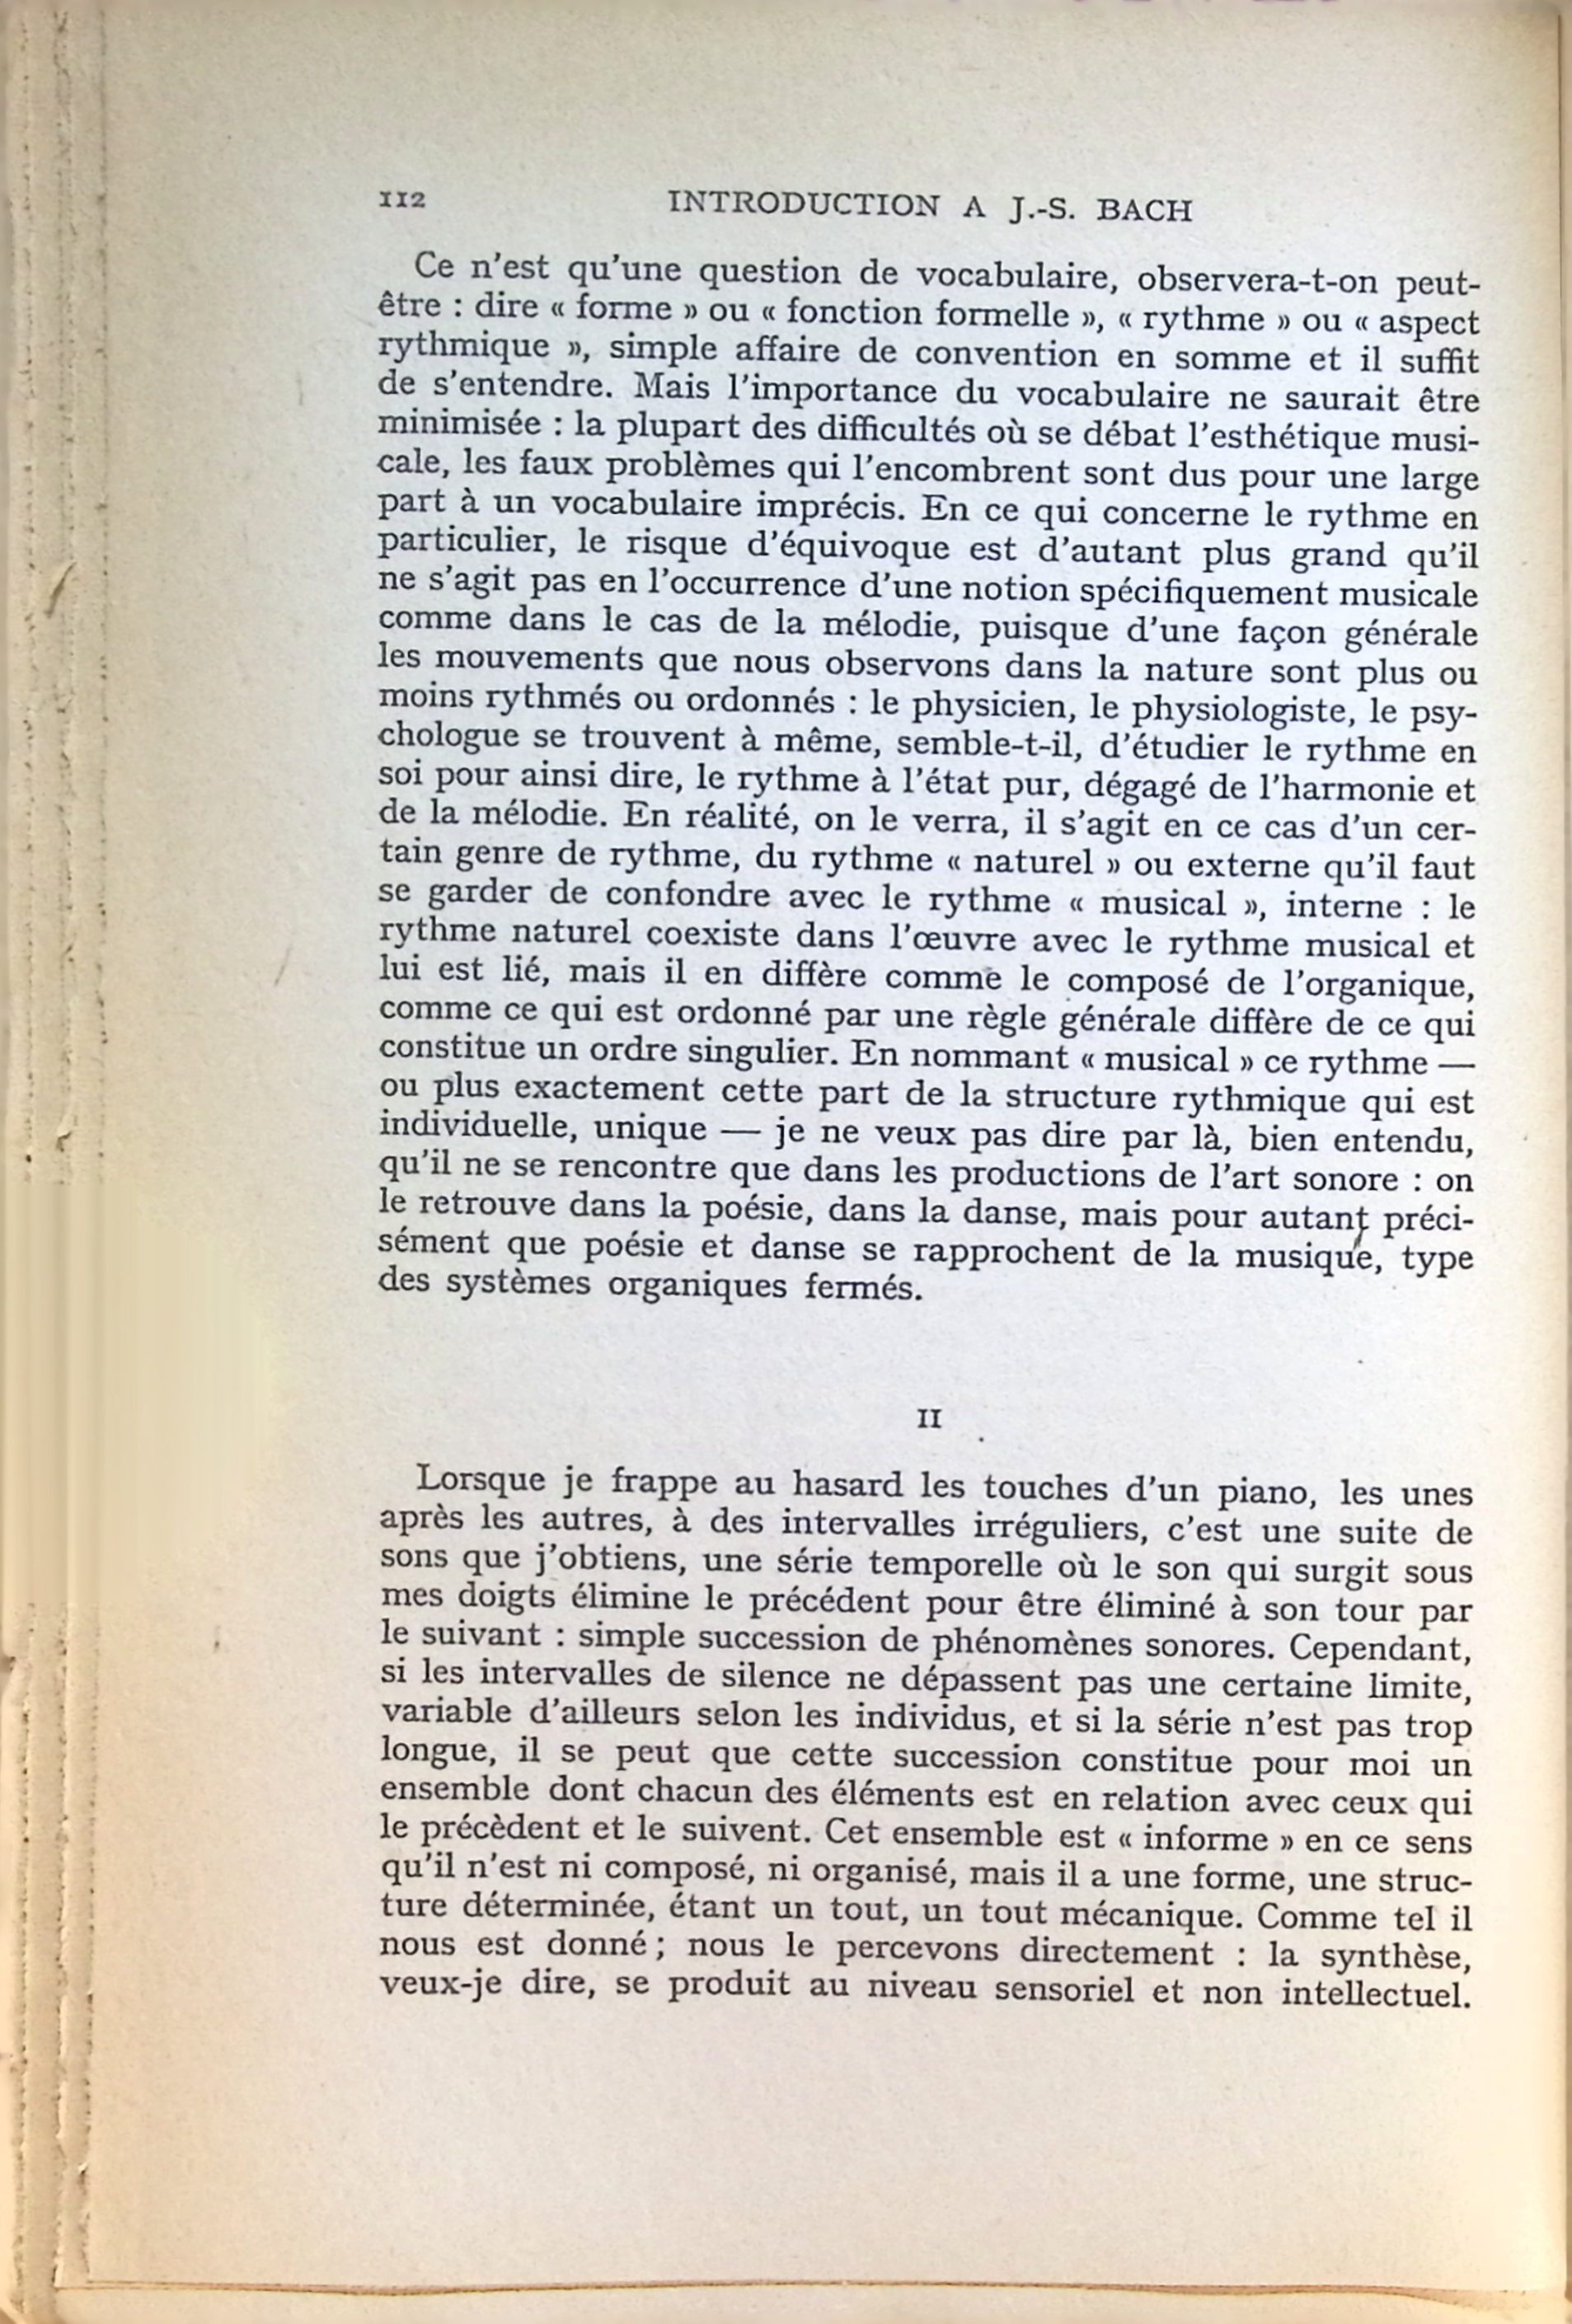 112 INTRODUCTION A J.-S. BACH
Ce n'est qu'une question de vocabulaire, observera-t-on peut-
être : dire « forme » ou « fonction formelle », « rythme » ou « aspect
rythmique », simple affaire de convention en somme et il suffit
de s'entendre. Mais l'importance du vocabulaire ne saurait être
minimisée : la plupart des difficultés où se débat l'esthétique musi-
cale, les faux problèmes qui l'encombrent sont dus pour une large
part à un vocabulaire imprécis. En ce qui concerne le rythme en
particulier, le risque d'équivoque est d'autant plus grand qu'il
ne s'agit pas en l'occurrence d'une notion spécifiquement musicale
comme dans le cas de la mélodie, puisque d'une façon générale
les mouvements que nous observons dans la nature sont plus ou
moins rythmés ou ordonnés : le physicien, le physiologiste, le psy-
chologue se trouvent à même, semble-t-il, d'étudier le rythme en
soi pour ainsi dire, le rythme à l'état pur, dégagé de l'harmonie et
de la mélodie. En réalité, on le verra, il s'agit en ce cas d'un cer-
tain genre de rythme, du rythme « naturel » ou externe qu'il faut
se garder de confondre avec le rythme « musical », interne : le
rythme naturel coexiste dans l'œuvre avec le rythme musical et
lui est lié, mais il en diffère comme le composé de l'organique,
comme ce qui est ordonné par une règle générale diffère de ce qui
constitue un ordre singulier. En nommant « musical » ce rythme —
ou plus exactement cette part de la structure rythmique qui est
individuelle, unique — je ne veux pas dire par là, bien entendu,
qu'il ne se rencontre que dans les productions de l'art sonore : on
le retrouve dans la poésie, dans la danse, mais pour autant préci-
sément que poésie et danse se rapprochent de la musique, type
des systèmes organiques fermés.
II
Lorsque je frappe au hasard les touches d'un piano, les unes
après les autres, à des intervalles irréguliers, c'est une suite de
sons que j'obtiens, une série temporelle où le son qui surgit sous
mes doigts élimine le précédent pour être éliminé à son tour par
le suivant : simple succession de phénomènes sonores. Cependant,
si les intervalles de silence ne dépassent pas une certaine limite,
variable d'ailleurs selon les individus, et si la série n'est pas trop
longue, il se peut que cette succession constitue pour moi un
ensemble dont chacun des éléments est en relation avec ceux qui
le précèdent et le suivent. Cet ensemble est « informe » en ce sens
qu'il n'est ni composé, ni organisé, mais il a une forme, une struc-
ture déterminée, étant un tout, un tout mécanique. Comme tel il
nous est donné ; nous le percevons directement : la synthèse,
veux-je dire, se produit au niveau sensoriel et non intellectuel.